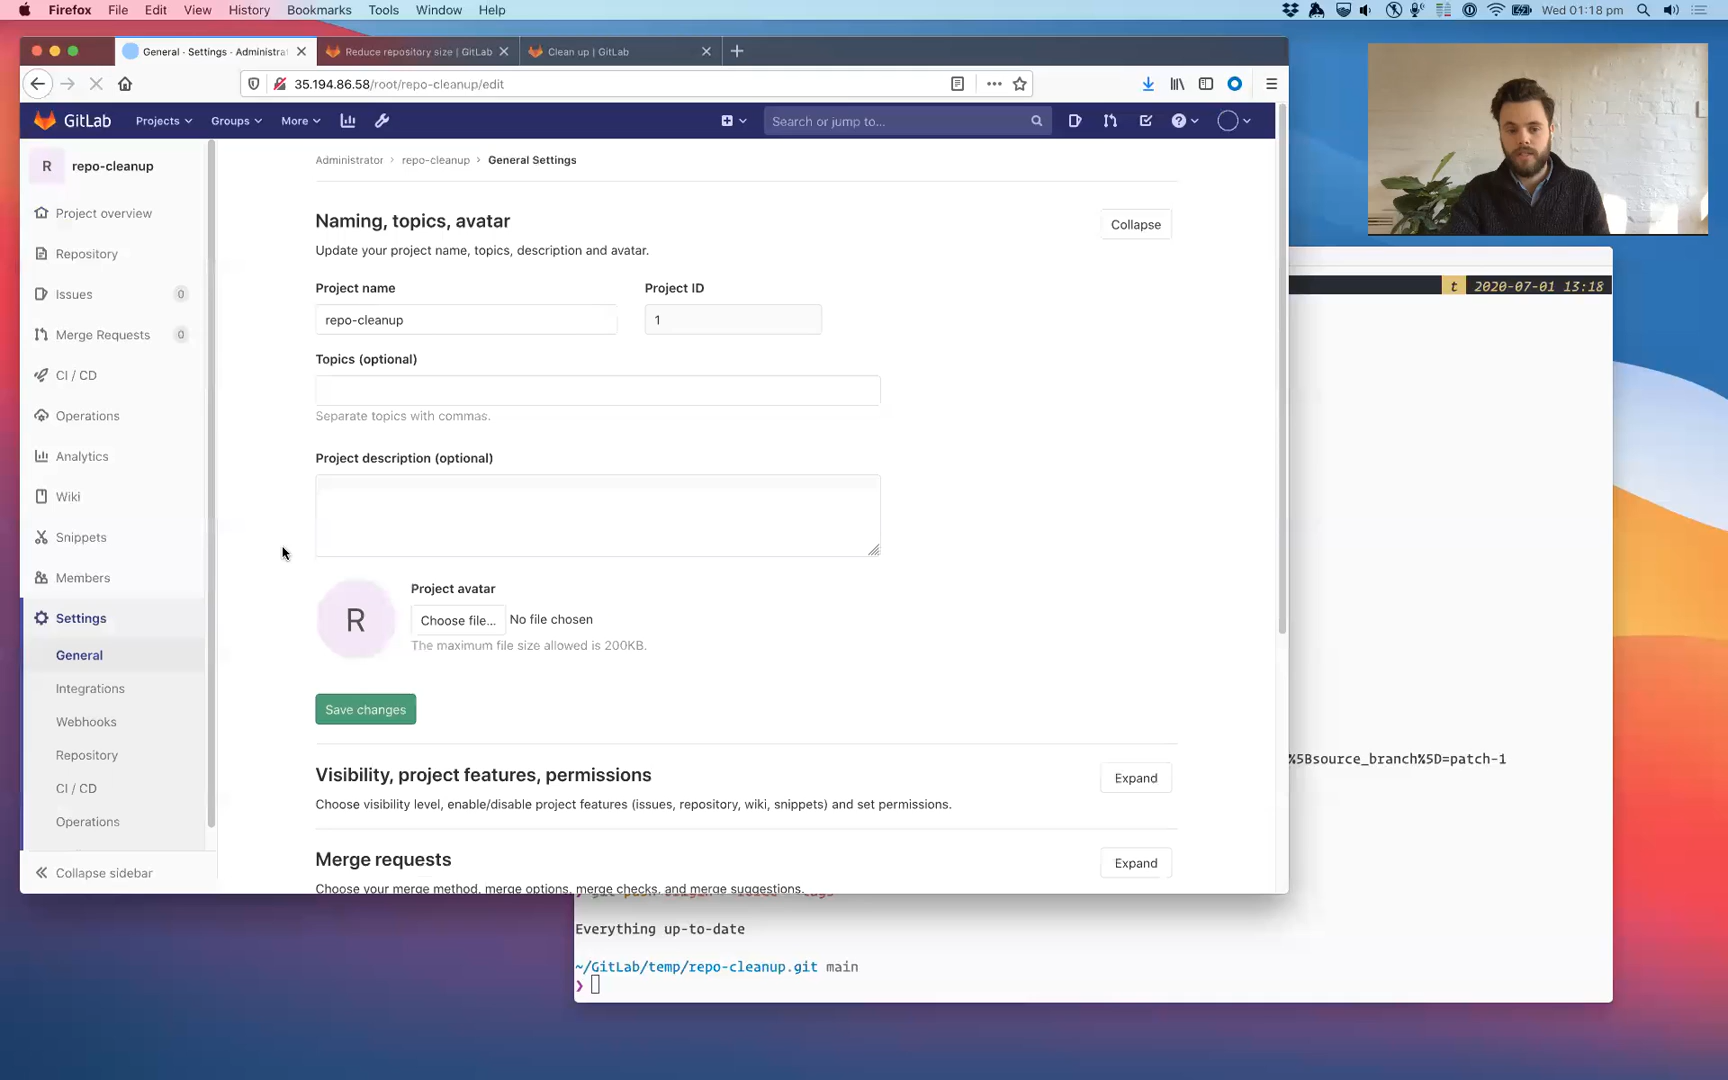 Firefox File Edit View History Bookmarks Tools Window Help
Wed 01:18 pm
General · Settings · Administrat
Reduce repository size | GitLab
Clean up | GitLab
35.194.86.58/root/repo-cleanup/edit
GitLab Projects Groups More
Search or jump to...
R repo-cleanup
Project overview
Repository
Issues 0
Merge Requests 0
CI / CD
Operations
Analytics
Wiki
Snippets
Members
Settings
General
Integrations
Webhooks
Repository
CI / CD
Operations
Collapse sidebar
Administrator > repo-cleanup > General Settings
Naming, topics, avatar
Collapse
Update your project name, topics, description and avatar.
Project name
Project ID
repo-cleanup
1
Topics (optional)
Separate topics with commas.
Project description (optional)
R
Project avatar
Choose file...
No file chosen
The maximum file size allowed is 200KB.
Save changes
Visibility, project features, permissions
Expand
Choose visibility level, enable/disable project features (issues, repository, wiki, snippets) and set permissions.
Merge requests
Expand
Choose your merge method, merge options, merge checks, and merge suggestions.
t 2020-07-01 13:18
%5Bsource_branch%5D=patch-1
Everything up-to-date
~/GitLab/temp/repo-cleanup.git main
❯